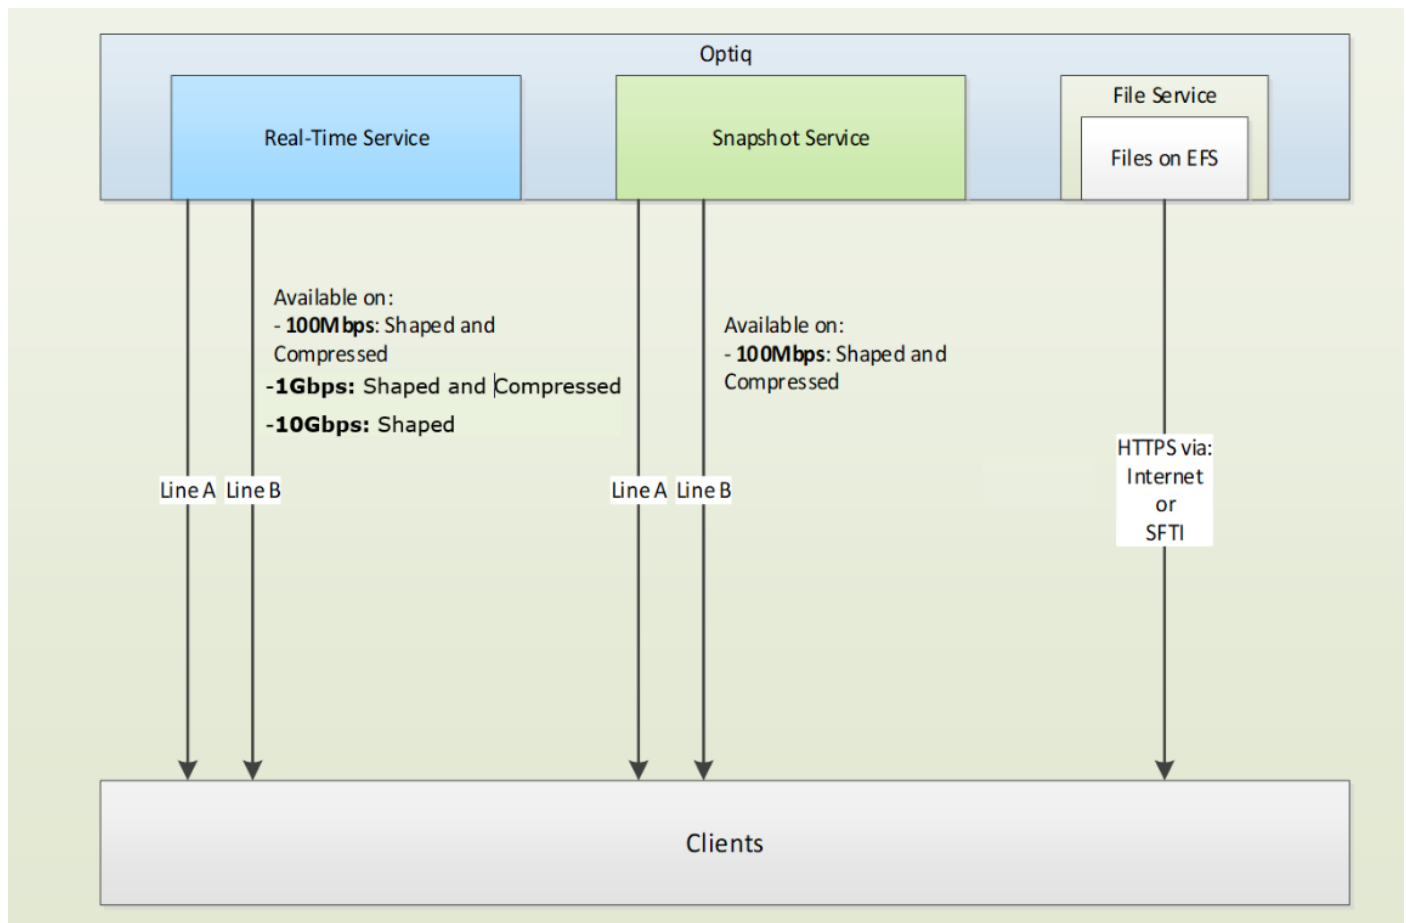 Optiq
Real-Time Service
Snapshot Service
File Service
Files on EFS
Available on:
- 100Mbps: Shaped and
Compressed
-1Gbps: Shaped and Compressed
-10Gbps: Shaped
Available on:
- 100Mbps: Shaped and
Compressed
HTTPS via:
Internet
or
SFTI
Line A
Line B
Line A
Line B
Clients